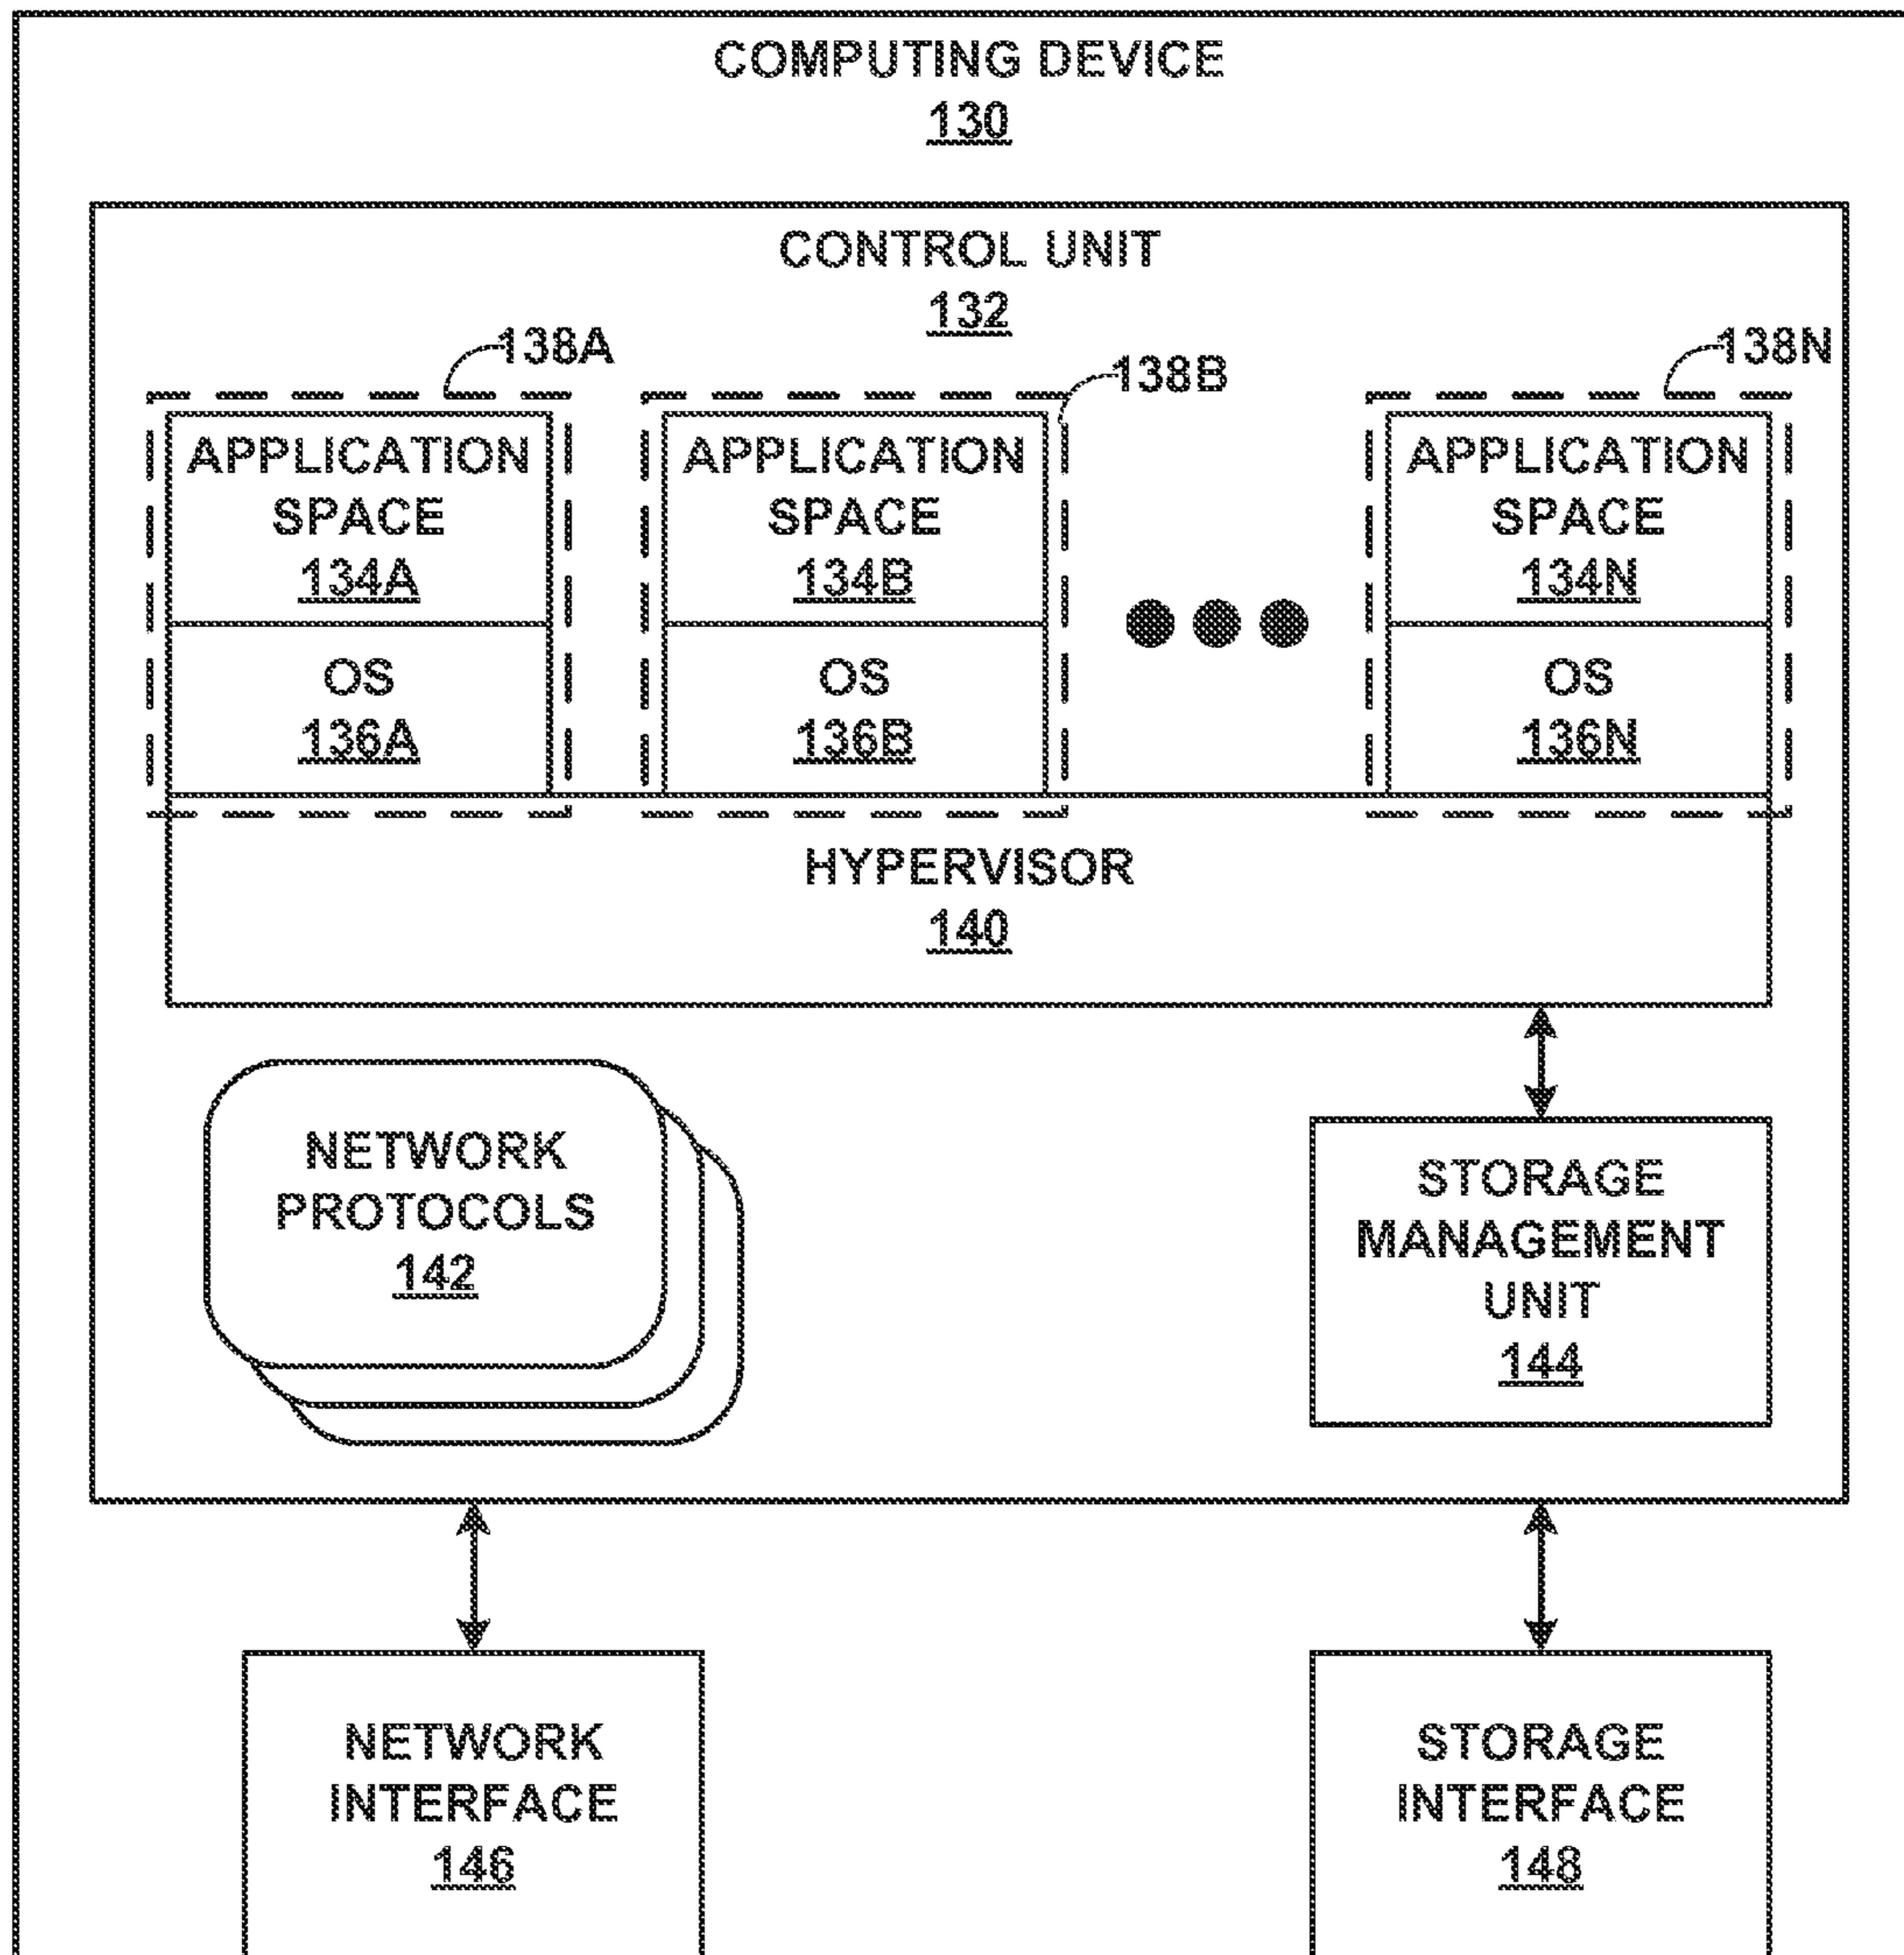 COMPUTING DEVICE
130
CONTROL UNIT
132
138A
138B
138N
APPLICATION
SPACE
134A
APPLICATION
SPACE
134B
APPLICATION
SPACE
134N
OS
136A
OS
136B
OS
136N
HYPERVISOR
140
NETWORK
PROTOCOLS
142
STORAGE
MANAGEMENT
UNIT
144
NETWORK
INTERFACE
146
STORAGE
INTERFACE
148